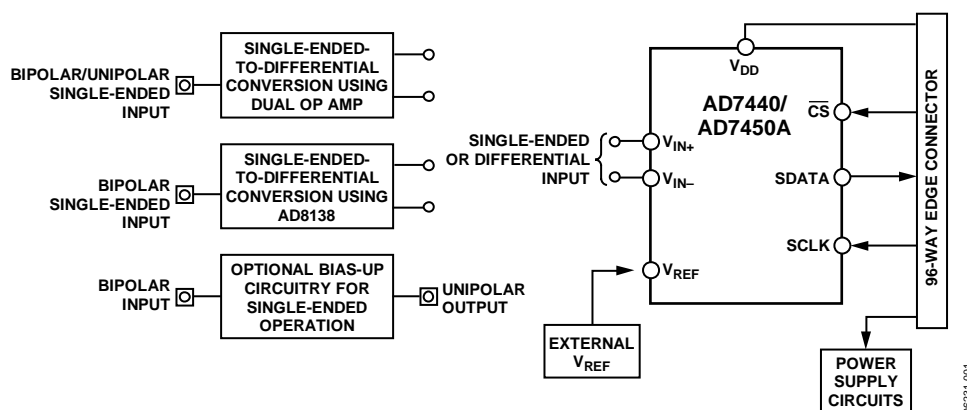 BIPOLAR/UNIPOLAR
SINGLE-ENDED
INPUT
SINGLE-ENDED-
TO-DIFFERENTIAL
CONVERSION USING
DUAL OP AMP
BIPOLAR
SINGLE-ENDED
INPUT
SINGLE-ENDED-
TO-DIFFERENTIAL
CONVERSION USING
AD8138
BIPOLAR
INPUT
OPTIONAL BIAS-UP
CIRCUITRY FOR
SINGLE-ENDED
OPERATION
UNIPOLAR
OUTPUT
SINGLE-ENDED
OR DIFFERENTIAL
INPUT
VDD
AD7440/
AD7450A
VIN+
VIN–
VREF
CS
SDATA
SCLK
EXTERNAL
VREF
96-WAY EDGE CONNECTOR
POWER
SUPPLY
CIRCUITS